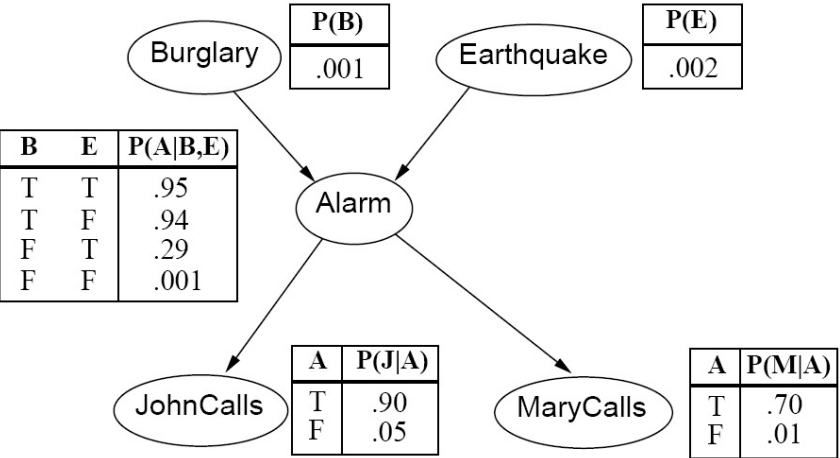 Burglary
P(B)
.001
Earthquake
P(E)
.002
B E P(A|B,E)
T T .95
T F .94
F T .29
F F .001
Alarm
JohnCalls
A P(J|A)
T .90
F .05
MaryCalls
A P(M|A)
T .70
F .01